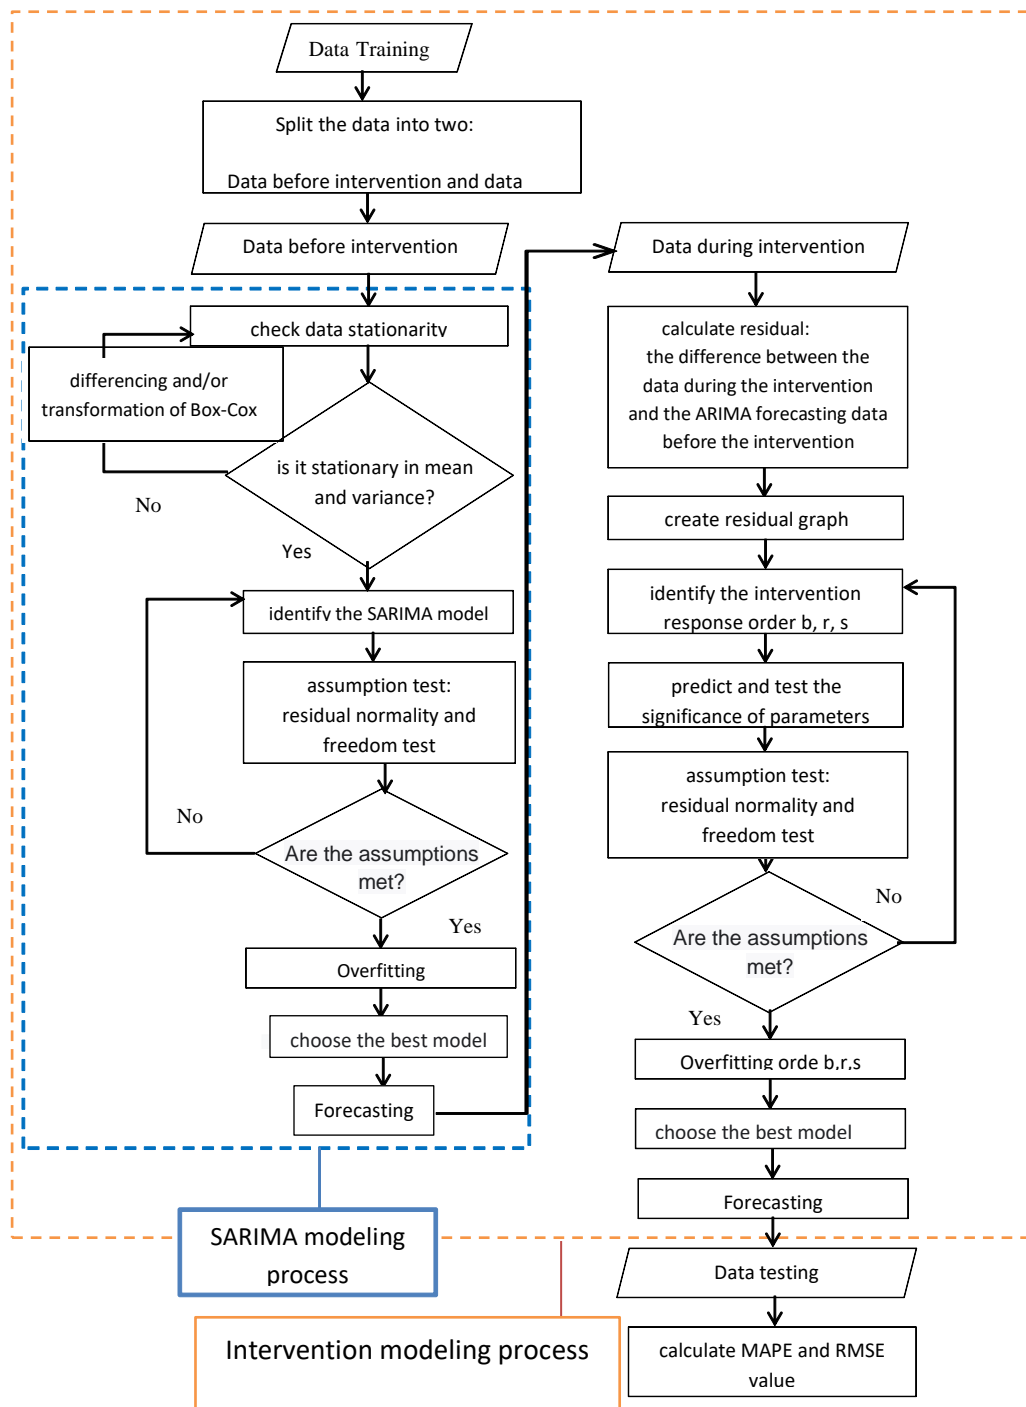 Data Training
Split the data into two:
Data before intervention and data
Data before intervention
check data stationarity
differencing and/or
transformation of Box-Cox
is it stationary in mean
and variance?
No
Yes
identify the SARIMA model
assumption test:
residual normality and
freedom test
No
Are the assumptions
met?
Yes
Overfitting
choose the best model
Forecasting
SARIMA modeling
process
Data during intervention
calculate residual:
the difference between the
data during the intervention
and the ARIMA forecasting data
before the intervention
create residual graph
identify the intervention
response order b, r, s
predict and test the
significance of parameters
assumption test:
residual normality and
freedom test
No
Are the assumptions
met?
Yes
Overfitting orde b,r,s
choose the best model
Forecasting
Data testing
calculate MAPE and RMSE
value
Intervention modeling process